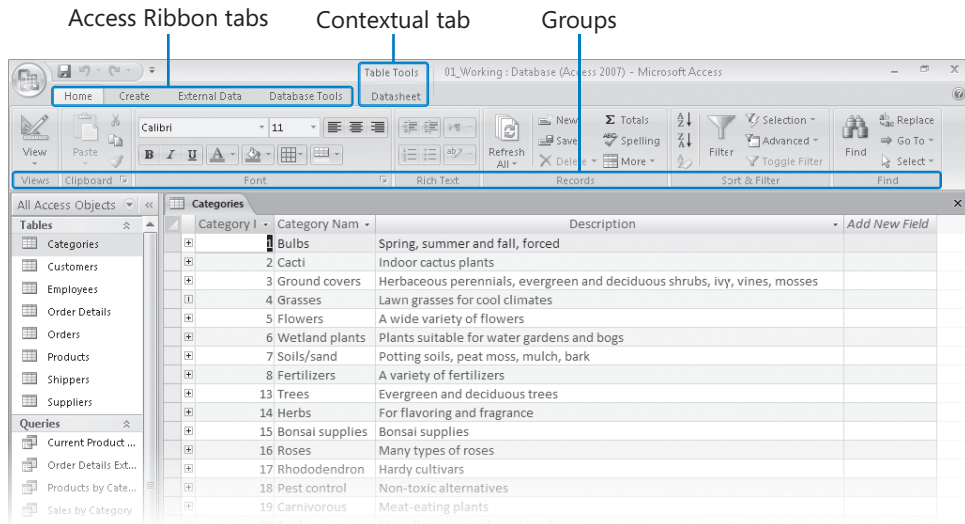 Access Ribbon tabs Contextual tab Groups
Table Tools 01_Working : Database (Access 2007) - Microsoft Access
Home Create External Data Database Tools Datasheet
View Paste Calibri 11 B I U A ab Refresh All New Save Delete Σ Totals Spelling More Filter Selection Advanced Toggle Filter Find Replace Go To Select
Views Clipboard Font Rich Text Records Sort & Filter Find
All Access Objects « Categories ×
Tables Category I Category Nam Description Add New Field
Categories 1 Bulbs Spring, summer and fall, forced
2 Cacti Indoor cactus plants
Customers
3 Ground covers Herbaceous perennials, evergreen and deciduous shrubs, ivy, vines, mosses
Employees
4 Grasses Lawn grasses for cool climates
Order Details
5 Flowers A wide variety of flowers
Orders
6 Wetland plants Plants suitable for water gardens and bogs
Products
7 Soils/sand Potting soils, peat moss, mulch, bark
Shippers
8 Fertilizers A variety of fertilizers
Suppliers
13 Trees Evergreen and deciduous trees
14 Herbs For flavoring and fragrance
Queries
15 Bonsai supplies Bonsai supplies
Current Product ...
16 Roses Many types of roses
Order Details Ext...
17 Rhododendron Hardy cultivars
Products by Cate...
18 Pest control Non-toxic alternatives
Sales by Category
19 Carnivorous Meat-eating plants